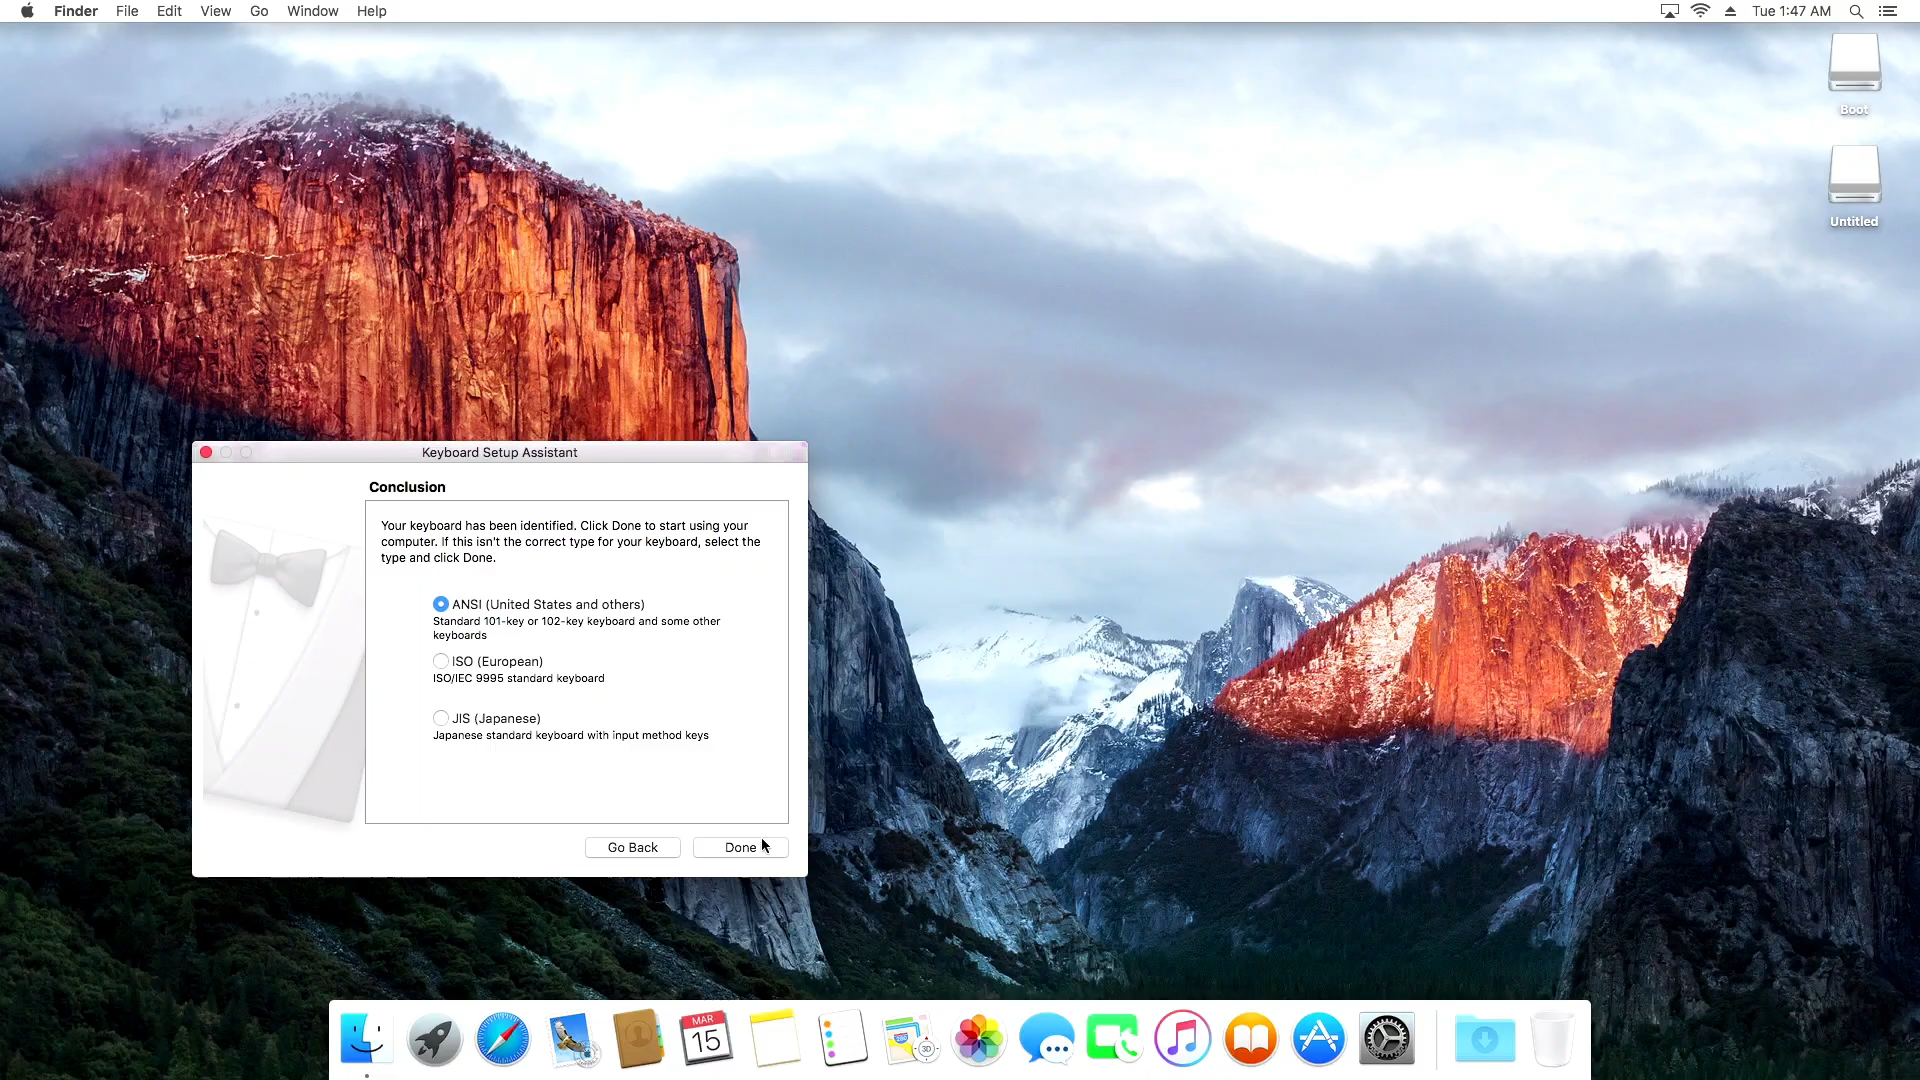 Finder File Edit View Go Window Help
Tue 1:47 AM
Boot
Untitled
Keyboard Setup Assistant
Conclusion
Your keyboard has been identified. Click Done to start using your
computer. If this isn't the correct type for your keyboard, select the
type and click Done.
ANSI (United States and others)
Standard 101-key or 102-key keyboard and some other
keyboards
ISO (European)
ISO/IEC 9995 standard keyboard
JIS (Japanese)
Japanese standard keyboard with input method keys
Go Back Done
MAR
15
280
3D